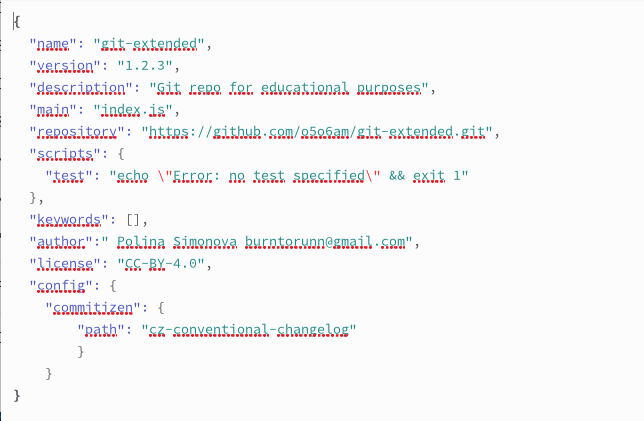 {
"name": "git-extended",
"version": "1.2.3",
"description": "Git repo for educational purposes",
"main": "index.js",
"repository": "https://github.com/o5o6am/git-extended.git",
"scripts": {
"test": "echo \"Error: no test specified\" && exit 1"
},
"keywords": [],
"author":" Polina Simonova burntorunn@gmail.com",
"license": "CC-BY-4.0",
"config": {
"commitizen": {
"path": "cz-conventional-changelog"
}
}
}